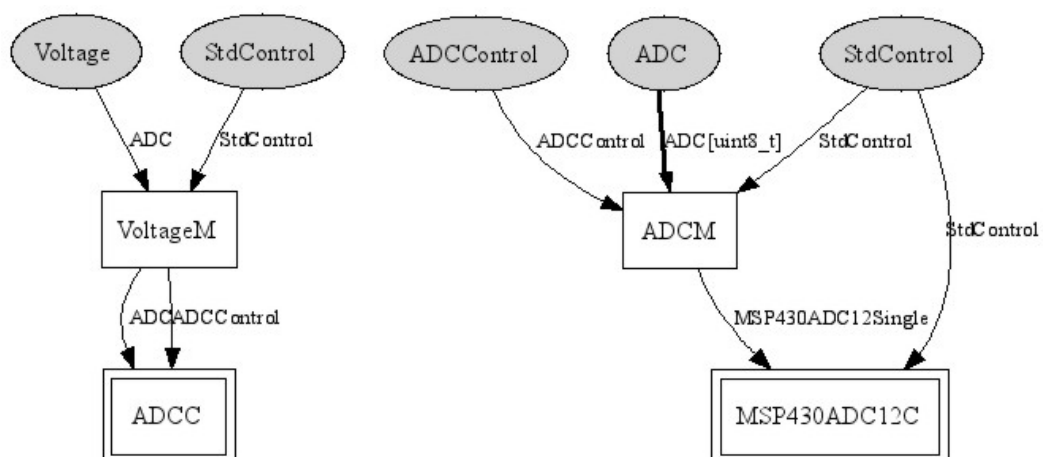 Voltage StdControl ADCControl ADC StdControl
ADC StdControl ADCControl ADC[uint8_t] StdControl
VoltageM ADCM StdControl
ADC ADCControl MSP430ADC12Single
ADCC MSP430ADC12C